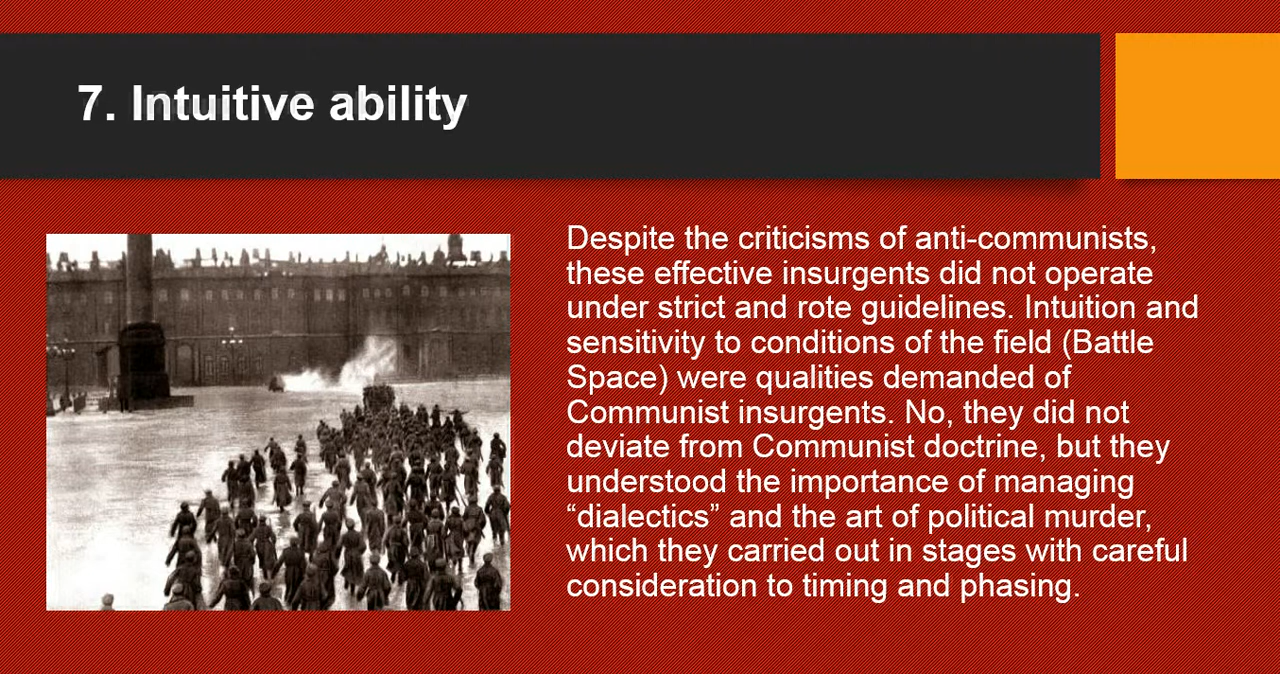 7. Intuitive ability
Despite the criticisms of anti-communists,
these effective insurgents did not operate
under strict and rote guidelines. Intuition and
sensitivity to conditions of the field (Battle
Space) were qualities demanded of
Communist insurgents. No, they did not
deviate from Communist doctrine, but they
understood the importance of managing
“dialectics” and the art of political murder,
which they carried out in stages with careful
consideration to timing and phasing.